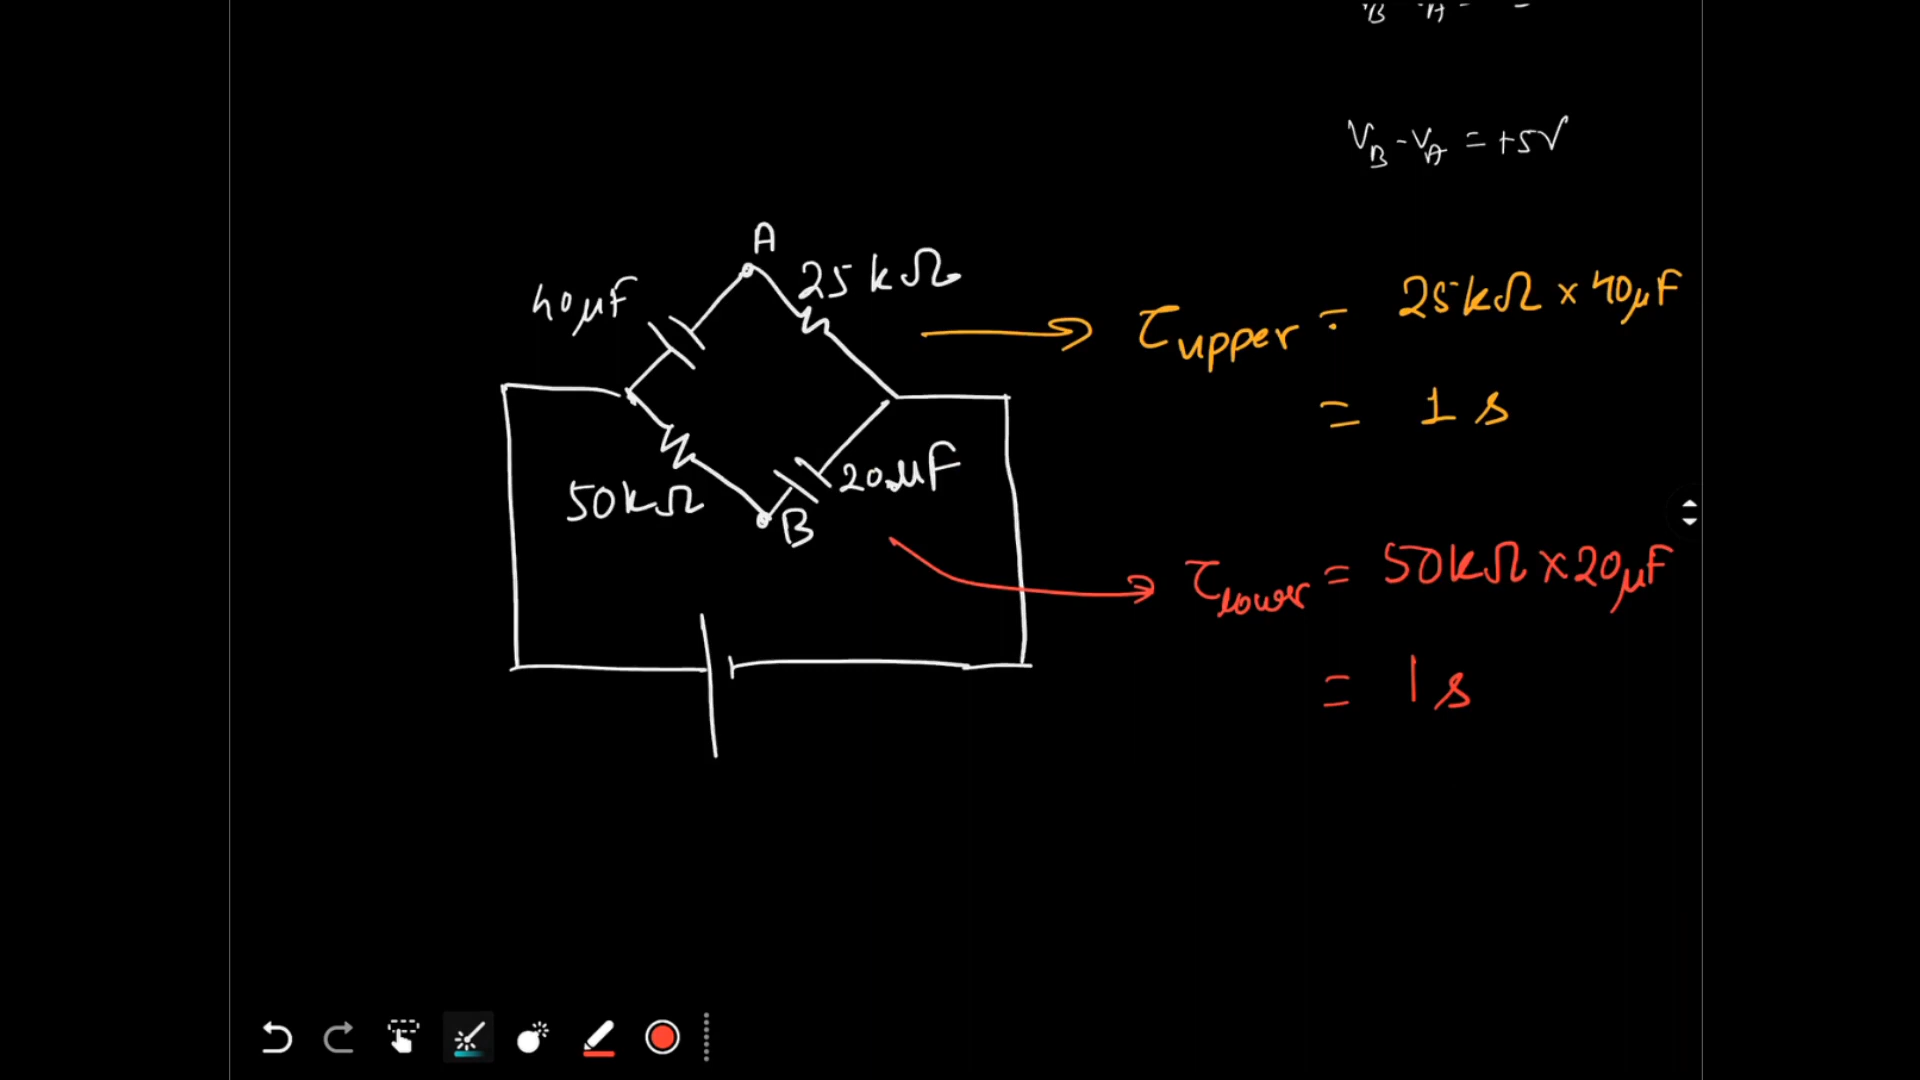 V_B - V_A = +5V
A
40μF
25 kΩ
50kΩ
20μF
B
τ_upper = 25kΩ × 40μF
= 1 s
τ_lower = 50kΩ × 20μF
= 1 s